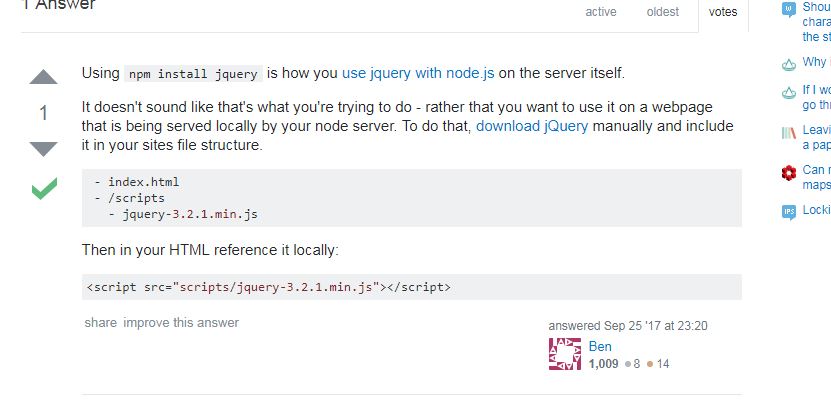 1 Answer
active oldest votes
Using npm install jquery is how you use jquery with node.js on the server itself.
1
It doesn't sound like that's what you're trying to do - rather that you want to use it on a webpage
that is being served locally by your node server. To do that, download jQuery manually and include
it in your sites file structure.
- index.html
- /scripts
- jquery-3.2.1.min.js
Then in your HTML reference it locally:
<script src="scripts/jquery-3.2.1.min.js"></script>
share improve this answer
answered Sep 25 '17 at 23:20
Ben
1,009 8 14
Shou
chara
the st
Why
If I wo
go thr
Leavi
a pap
Can
maps
IPS Locki